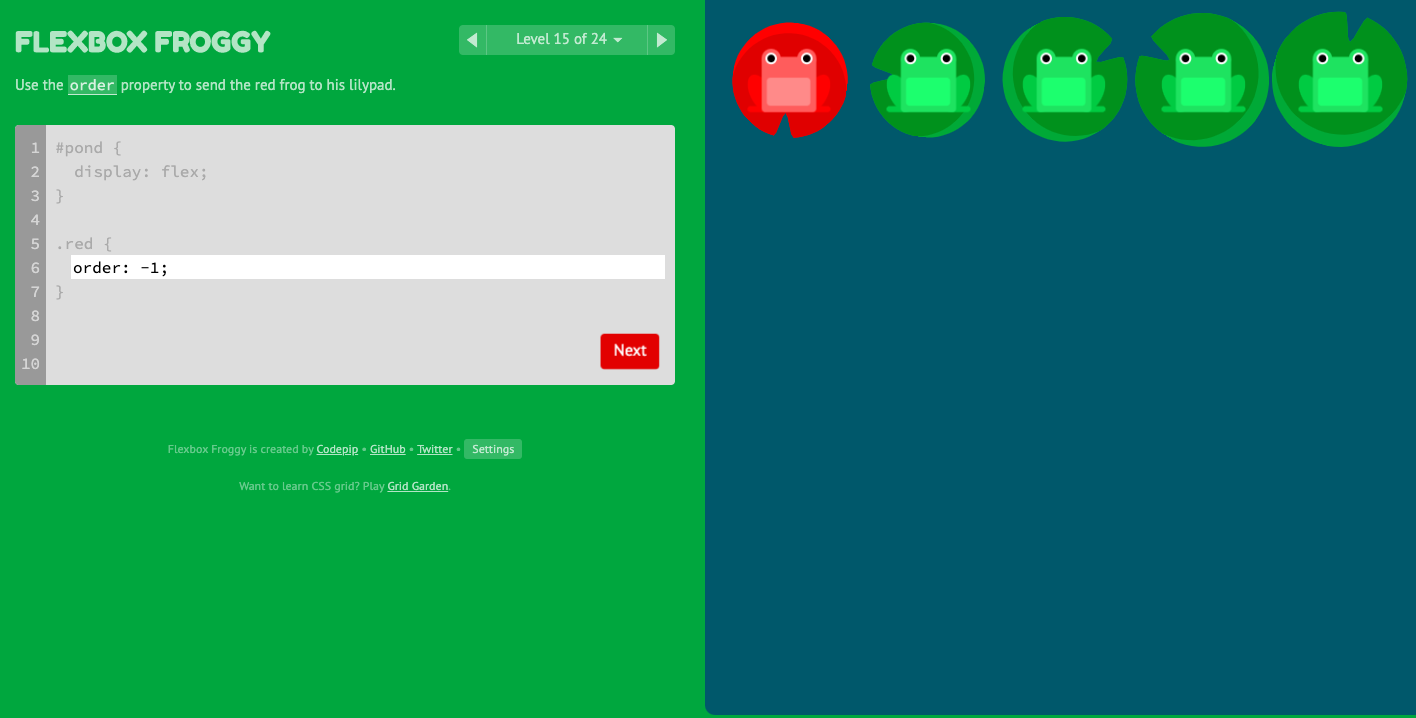 FLEXBOX FROGGY
Level 15 of 24
Use the order property to send the red frog to his lilypad.
1 #pond {
2   display: flex;
3 }
4
5 .red {
6   order: -1;
7 }
8
9
10
Next
Flexbox Froggy is created by Codepip • GitHub • Twitter • Settings
Want to learn CSS grid? Play Grid Garden.